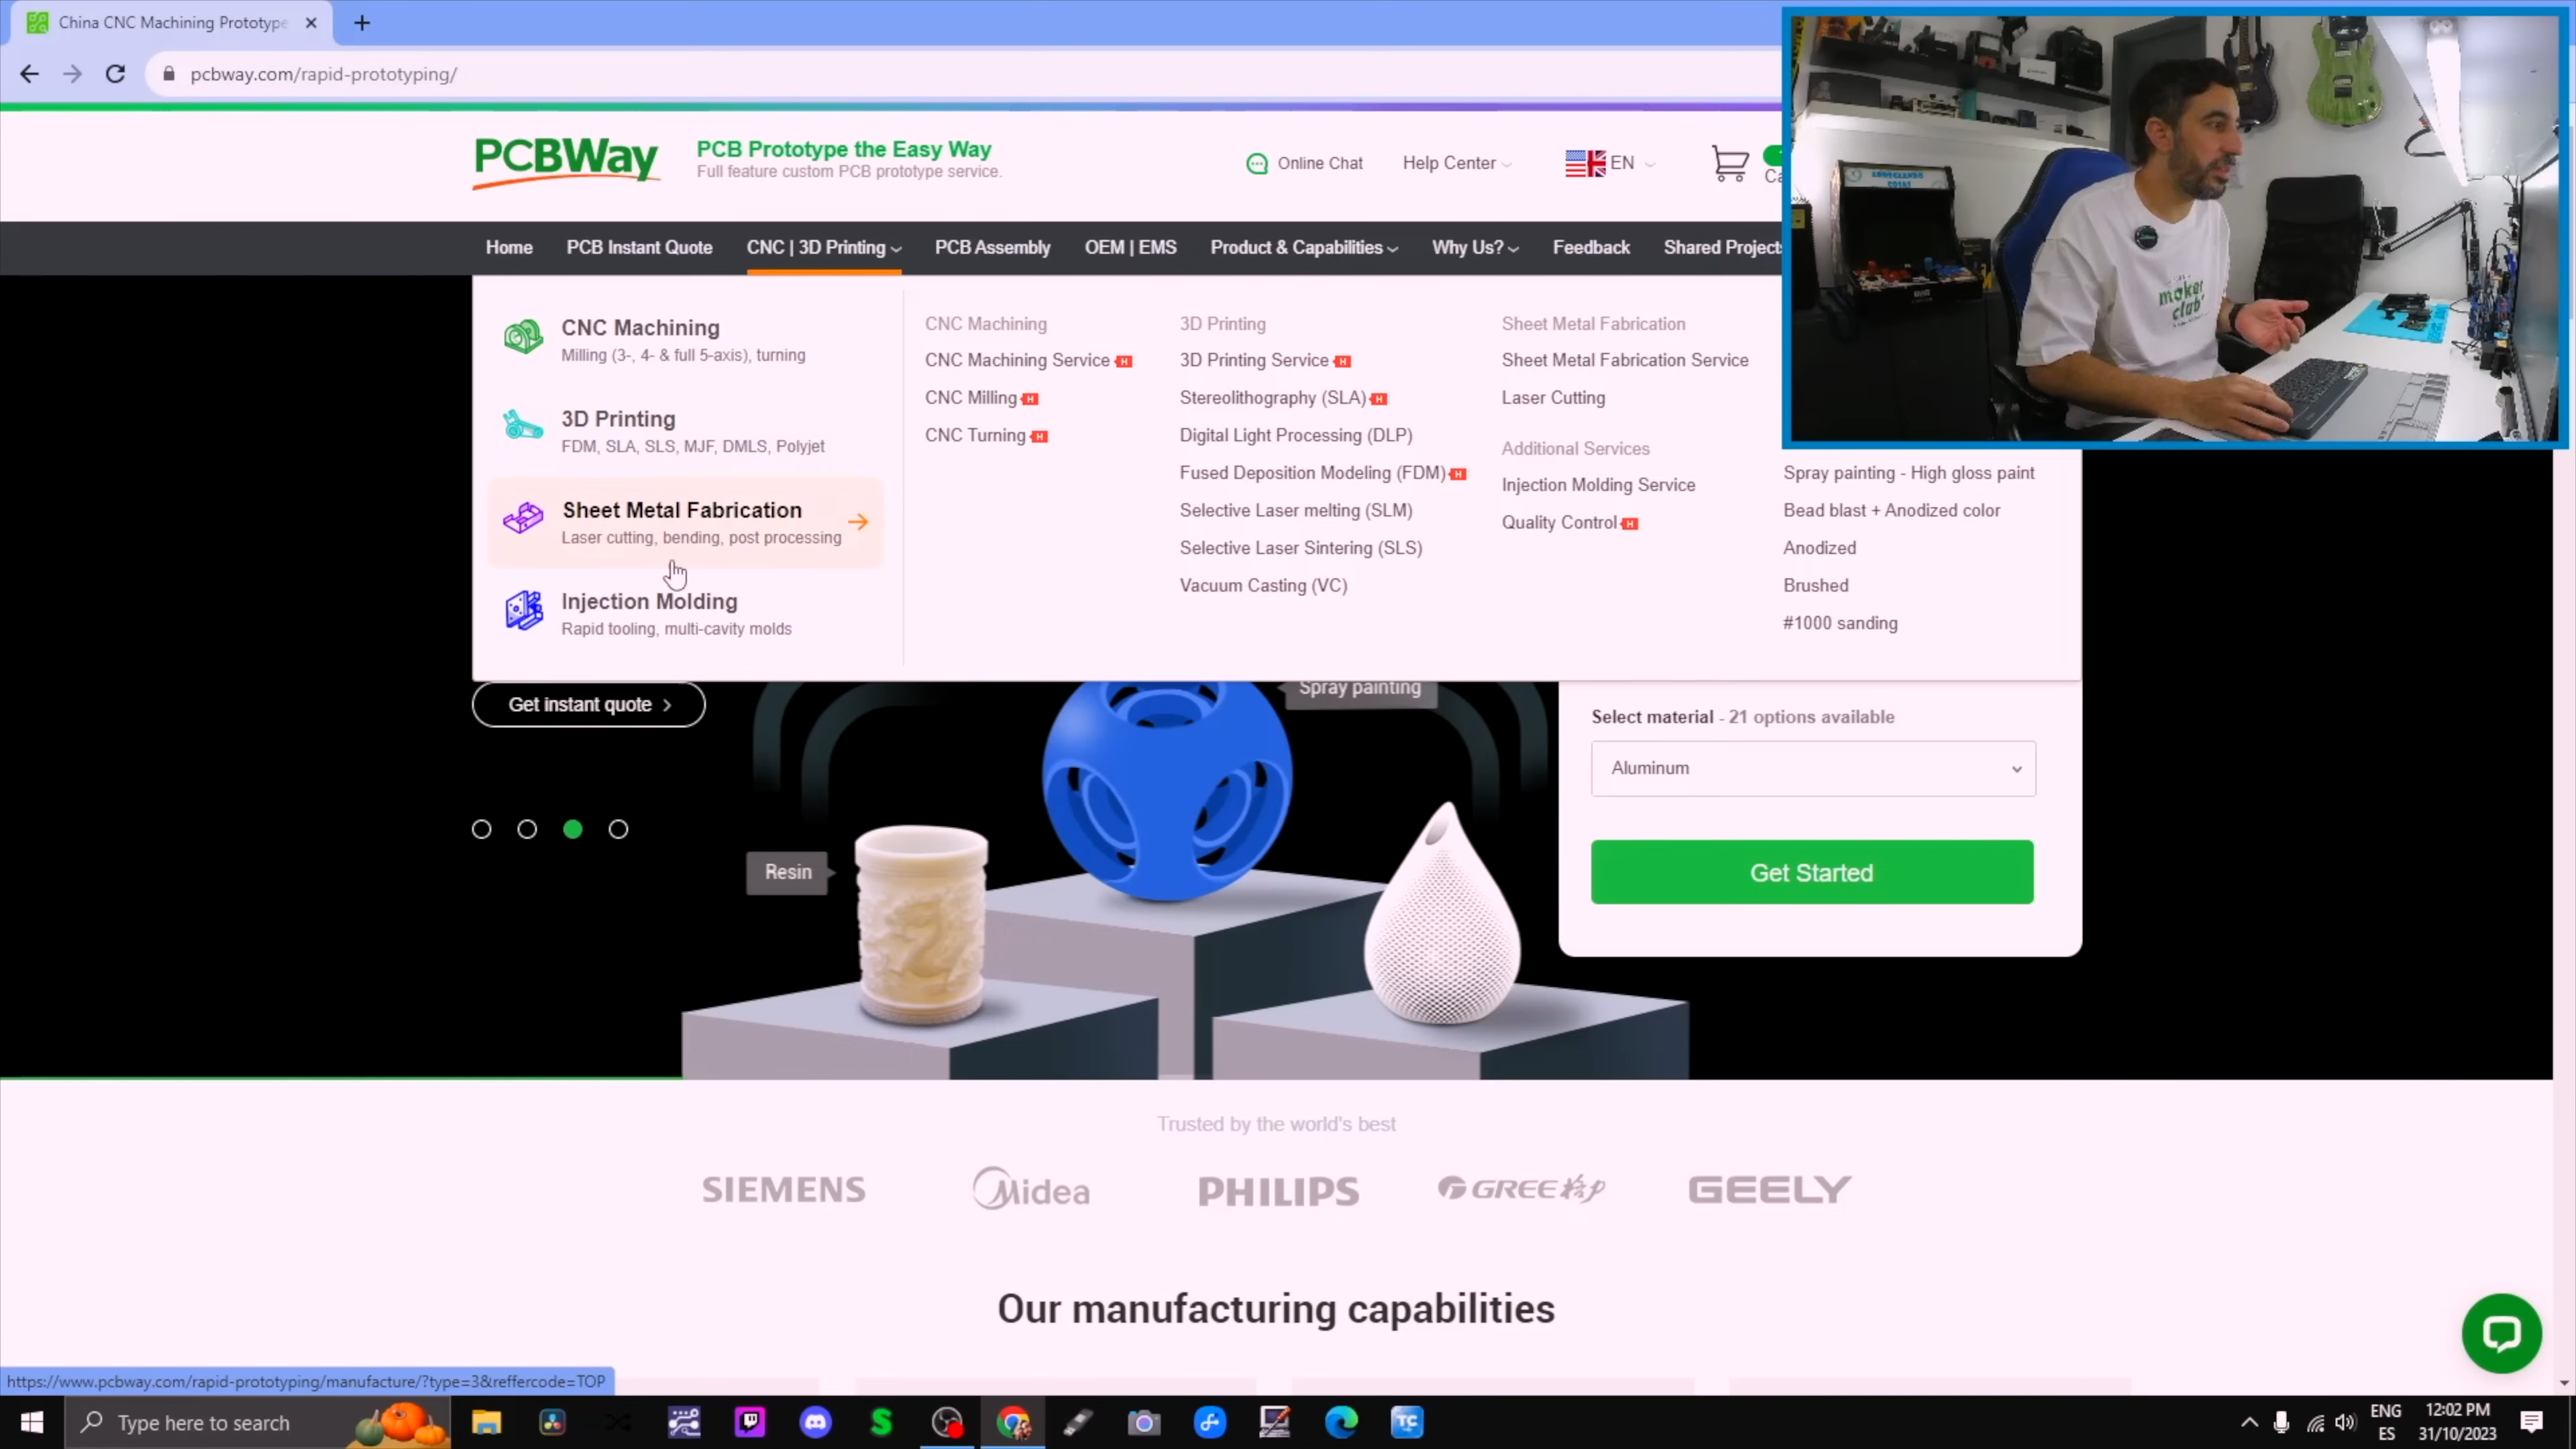 China CNC Machining Prototype
pcbway.com/rapid-prototyping/
PCBWay
PCB Prototype the Easy Way
Full feature custom PCB prototype service.
Online Chat
Help Center
EN
Home
PCB Instant Quote
CNC | 3D Printing
PCB Assembly
OEM | EMS
Product & Capabilities
Why Us?
Feedback
Shared Projects
CNC Machining
Milling (3-, 4- & full 5-axis), turning
3D Printing
FDM, SLA, SLS, MJF, DMLS, Polyjet
Sheet Metal Fabrication
Laser cutting, bending, post processing
Injection Molding
Rapid tooling, multi-cavity molds
CNC Machining
CNC Machining Service H
CNC Milling H
CNC Turning H
3D Printing
3D Printing Service H
Stereolithography (SLA) H
Digital Light Processing (DLP)
Fused Deposition Modeling (FDM) H
Selective Laser melting (SLM)
Selective Laser Sintering (SLS)
Vacuum Casting (VC)
Sheet Metal Fabrication
Sheet Metal Fabrication Service
Laser Cutting
Additional Services
Injection Molding Service
Quality Control H
Spray painting - High gloss paint
Bead blast + Anodized color
Anodized
Brushed
#1000 sanding
maker
club
Get instant quote
Spray painting
Resin
Select material - 21 options available
Aluminum
Get Started
Trusted by the world's best
SIEMENS
Midea
PHILIPS
GREE 格力
GEELY
Our manufacturing capabilities
https://www.pcbway.com/rapid-prototyping/manufacture/?type=3&reffercode=TOP
Type here to search
S
TC
ENG
ES
12:02 PM
31/10/2023